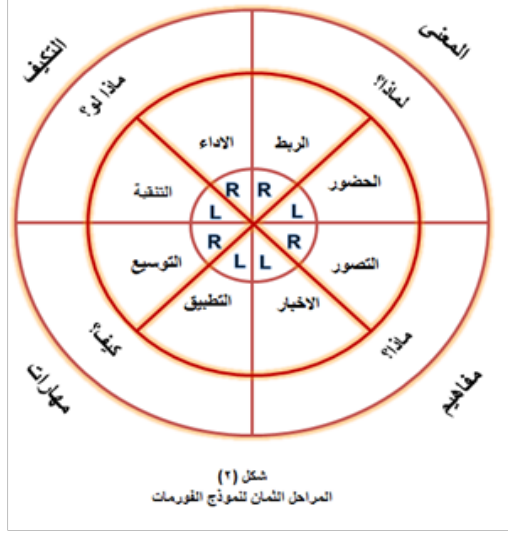 المعنى
التكيف
لماذا؟
ماذا لو؟
الربط
الاداء
الحضور
التنقية
R
R
L
L
التصور
التوسيع
R
R
L
L
الاخبار
التطبيق
ماذا؟
كيف؟
مفاهيم
مهارات
شكل (٢)
المراحل الثمان لنموذج الفورمات